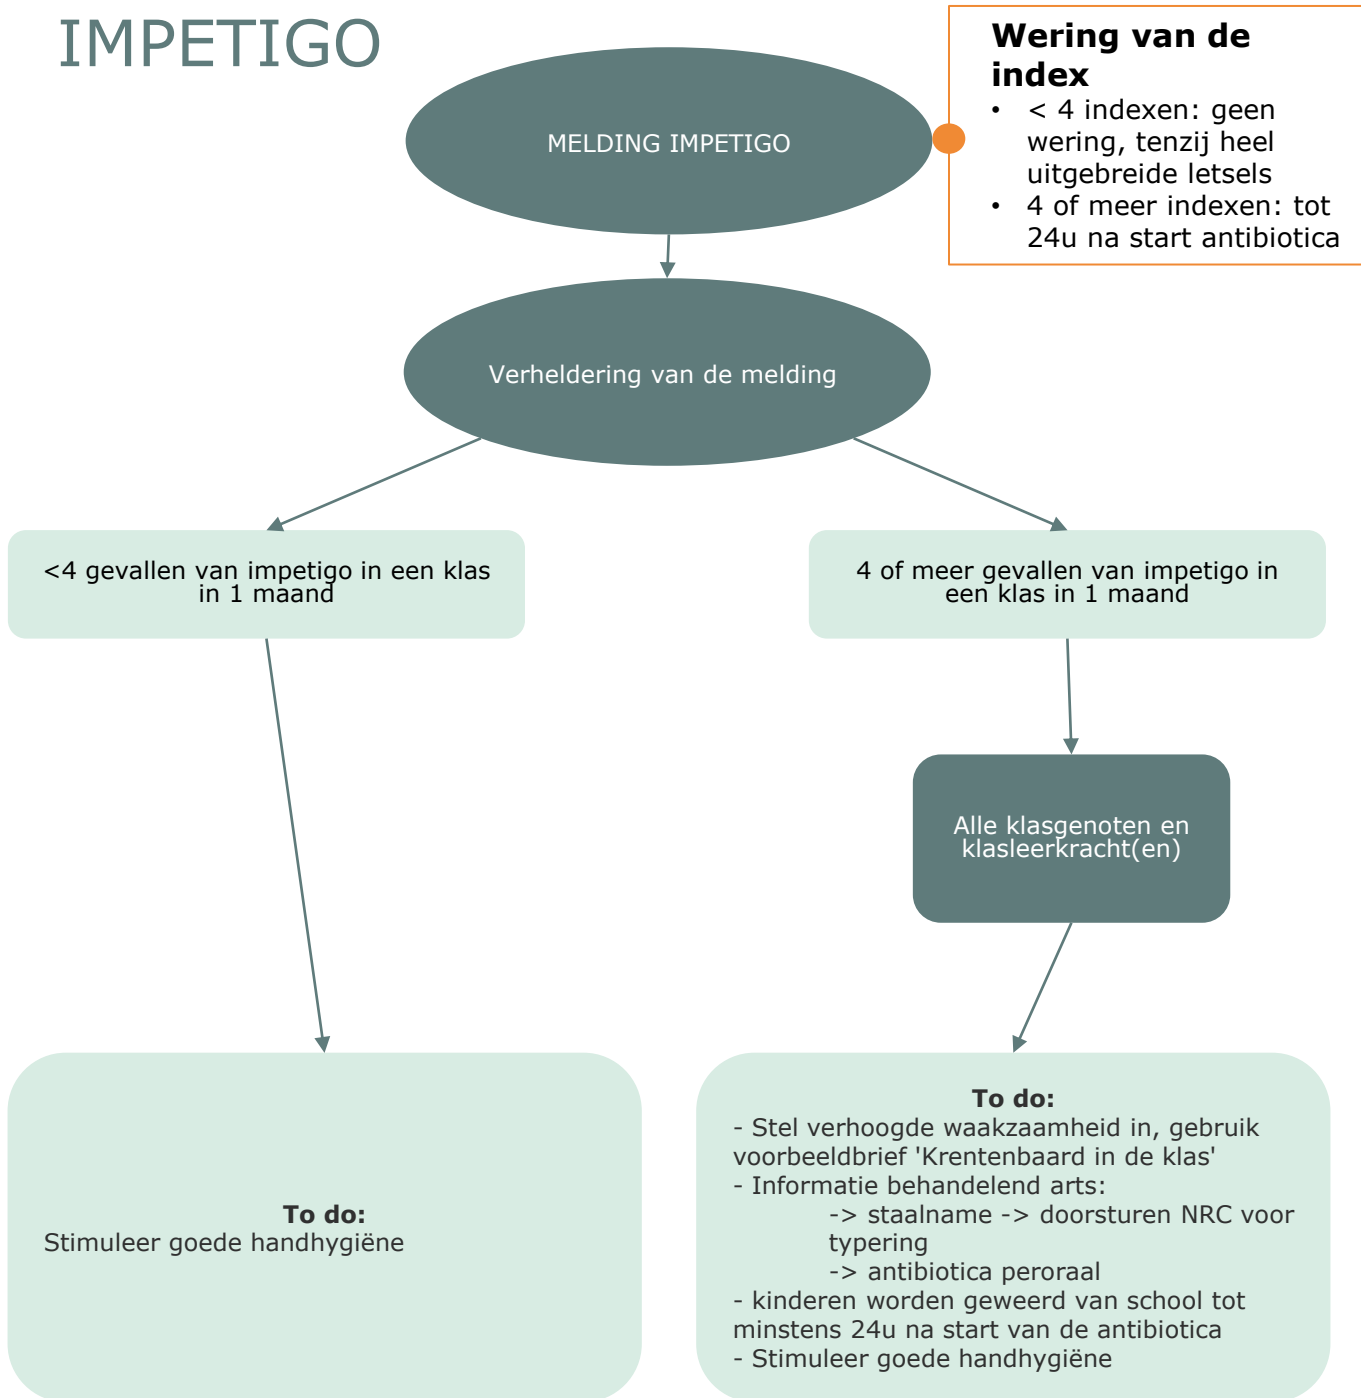 IMPETIGO
MELDING IMPETIGO
Wering van de
index
• < 4 indexen: geen
wering, tenzij heel
uitgebreide letsels
• 4 of meer indexen: tot
24u na start antibiotica
Verheldering van de melding
<4 gevallen van impetigo in een klas
in 1 maand
4 of meer gevallen van impetigo in
een klas in 1 maand
Alle klasgenoten en
klasleerkracht(en)
To do:
Stimuleer goede handhygiëne
To do:
- Stel verhoogde waakzaamheid in, gebruik
voorbeeldbrief 'Krentenbaard in de klas'
- Informatie behandelend arts:
-> staalname -> doorsturen NRC voor
typering
-> antibiotica peroraal
- kinderen worden geweerd van school tot
minstens 24u na start van de antibiotica
- Stimuleer goede handhygiëne